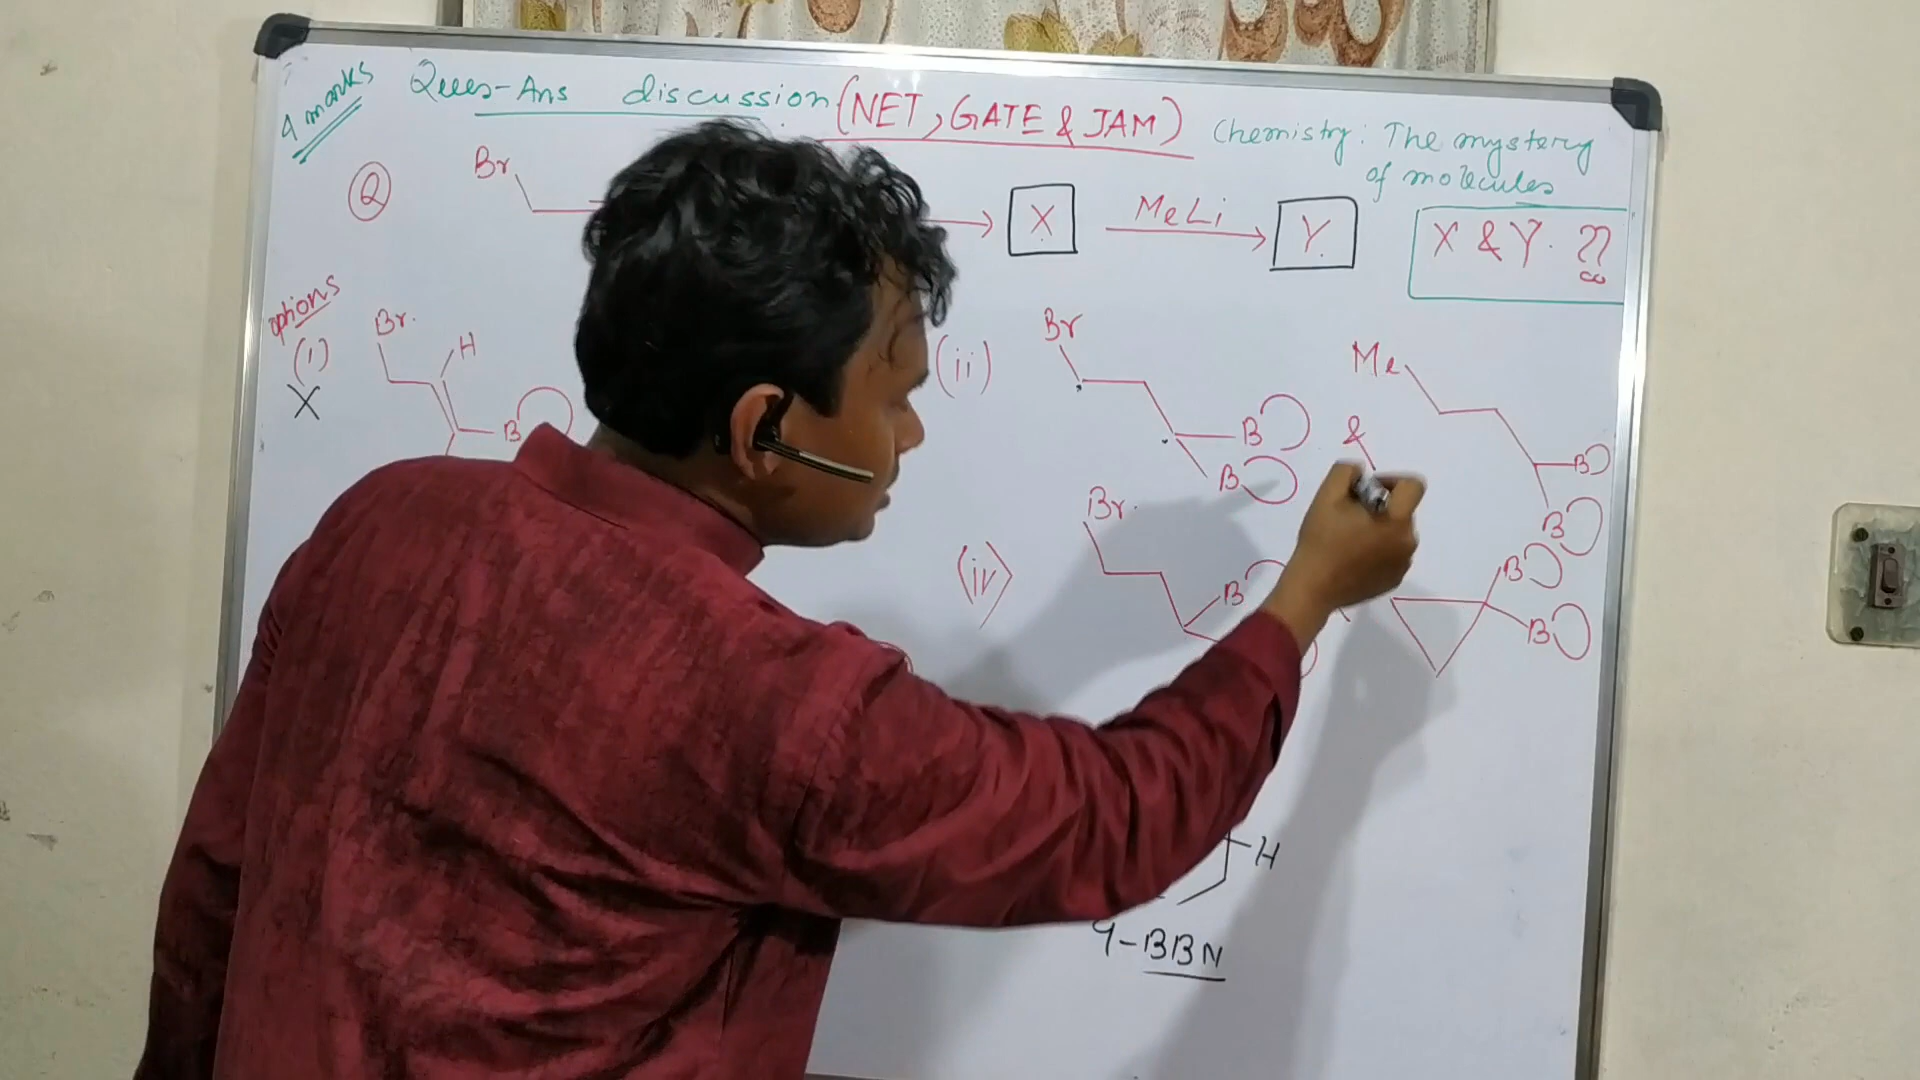 4 marks
Ques-Ans discussion (NET, GATE & JAM)
Chemistry: The mystery
of molecules
Q
Br
X
MeLi
Y
X & Y ??
options
(i)
X
Br
H
B
(ii)
Br
B
B
&
Me
B
B
(iv)
Br
B
B
B
H
9-BBN